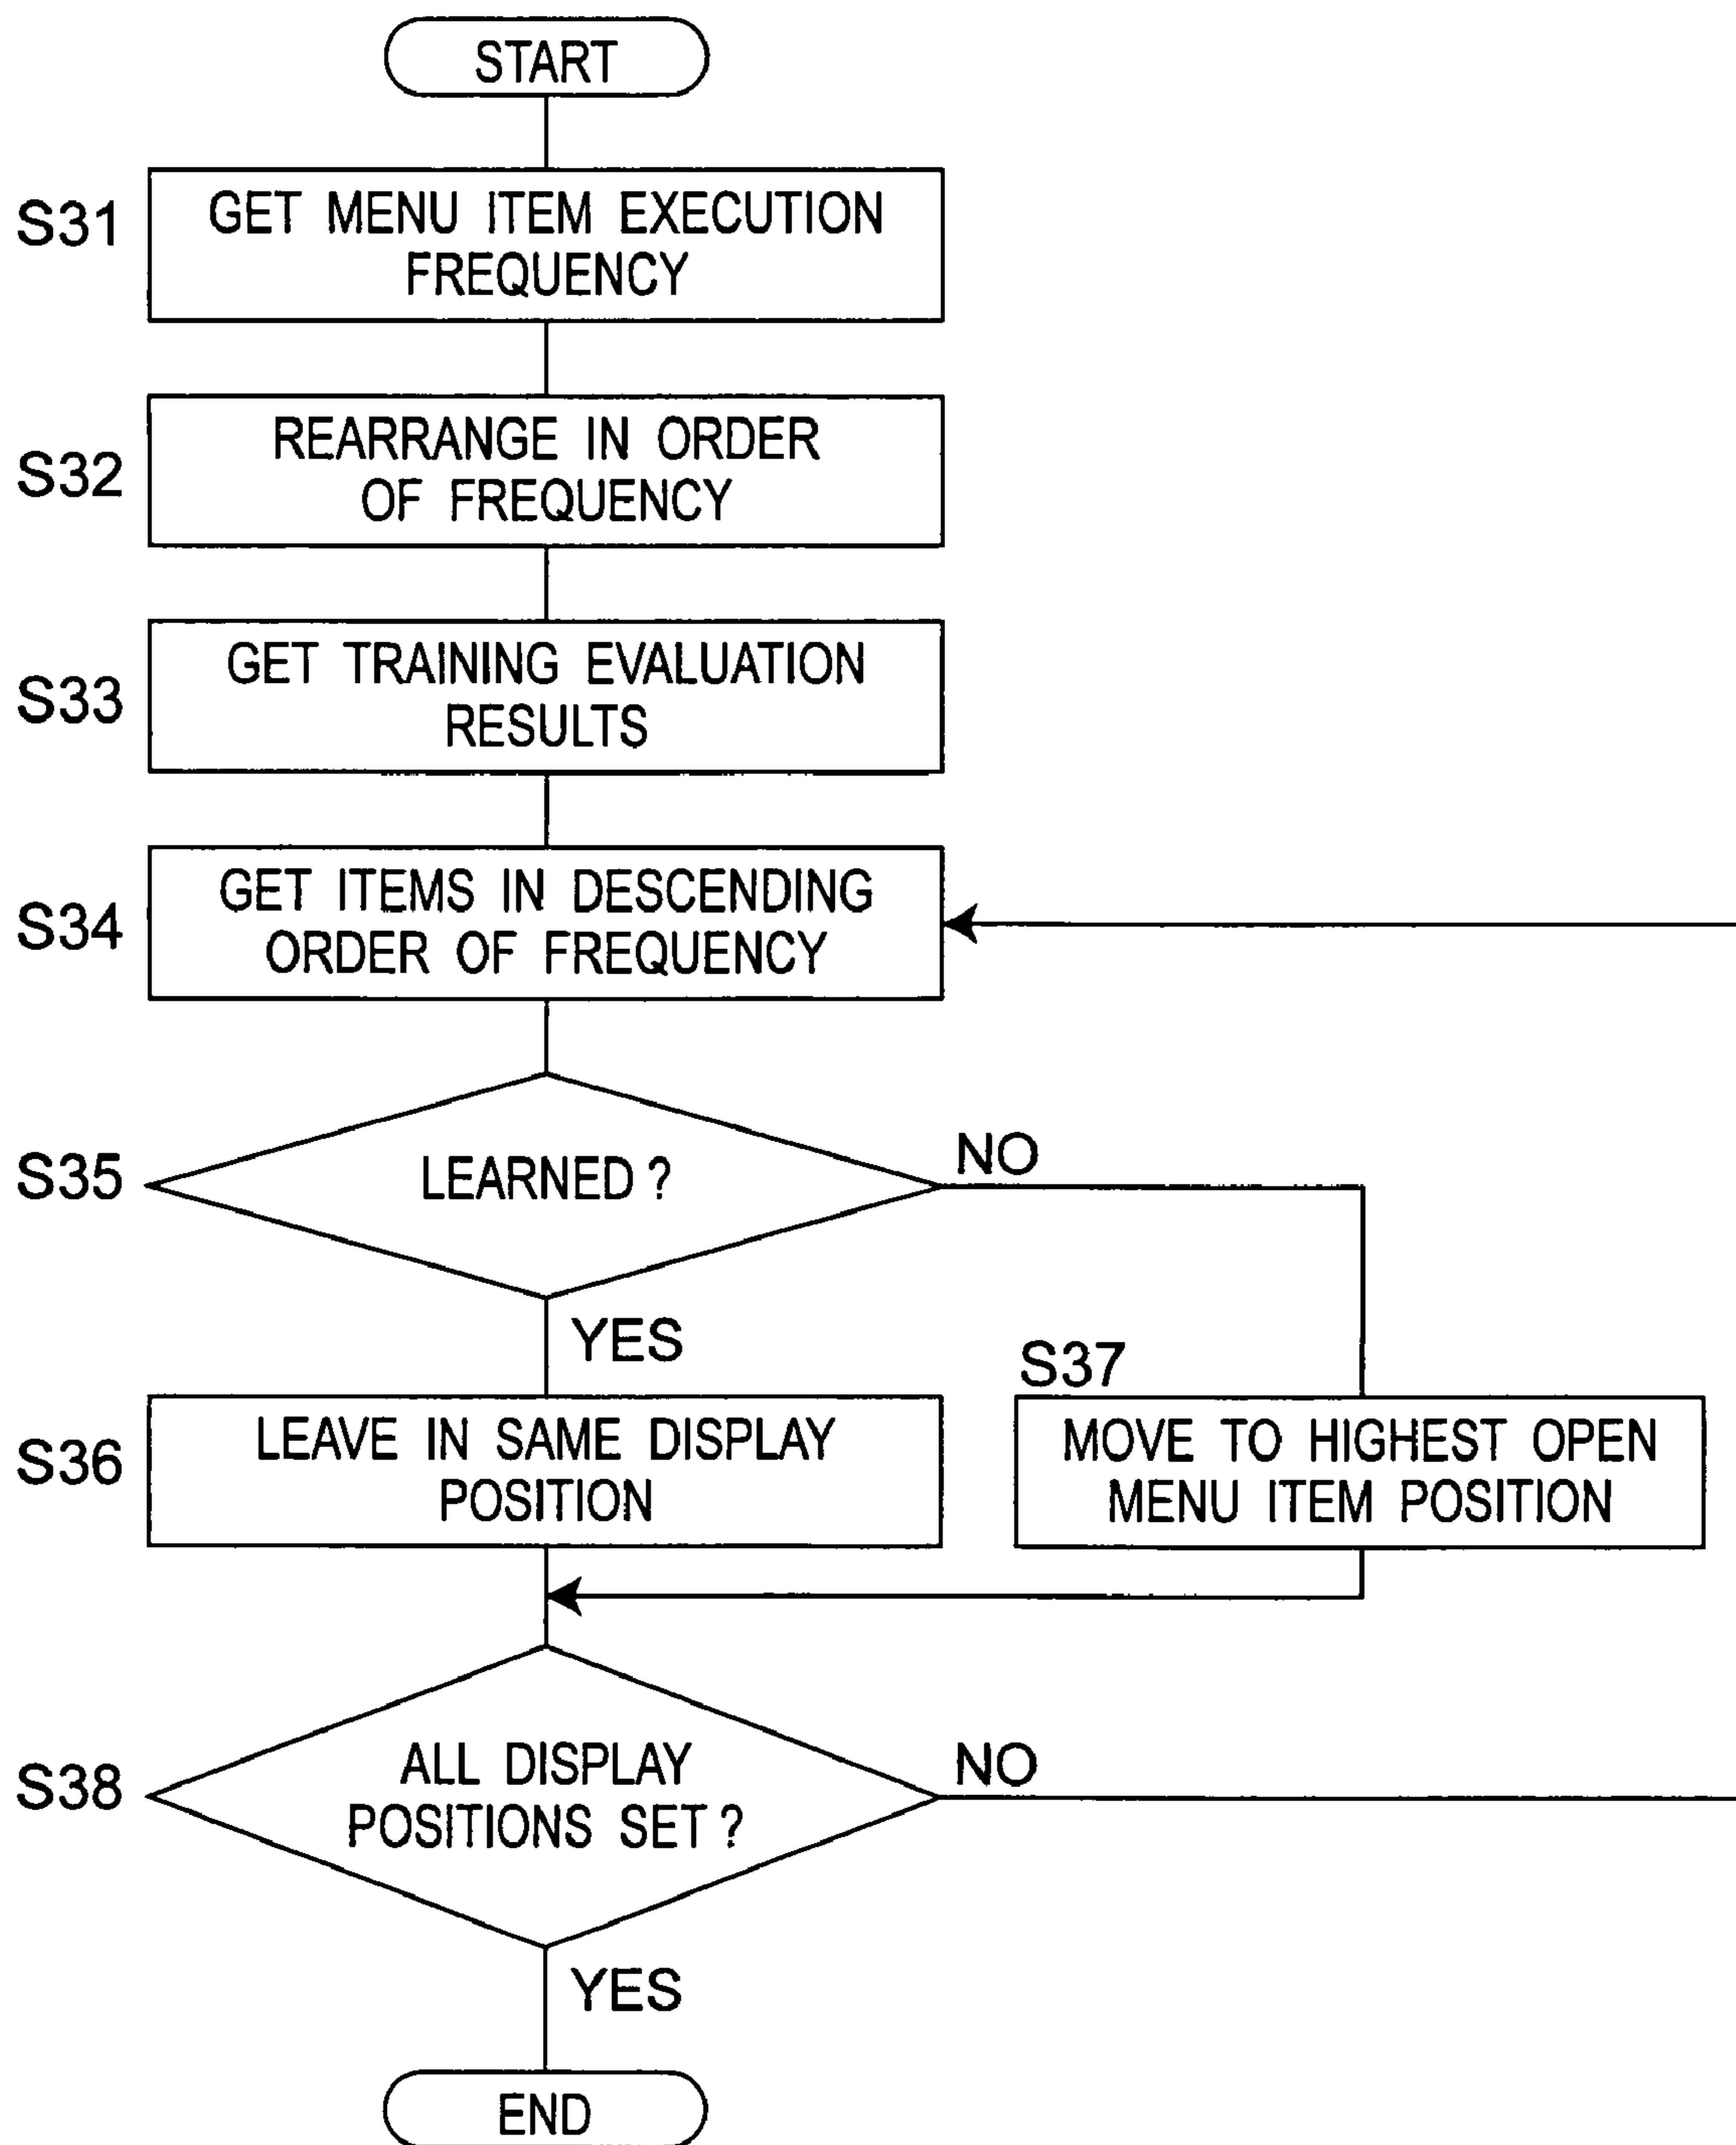 START
S31
GET MENU ITEM EXECUTION
FREQUENCY
S32
REARRANGE IN ORDER
OF FREQUENCY
S33
GET TRAINING EVALUATION
RESULTS
S34
GET ITEMS IN DESCENDING
ORDER OF FREQUENCY
S35
LEARNED ?
NO
YES
S36
LEAVE IN SAME DISPLAY
POSITION
S37
MOVE TO HIGHEST OPEN
MENU ITEM POSITION
S38
ALL DISPLAY
POSITIONS SET ?
NO
YES
END